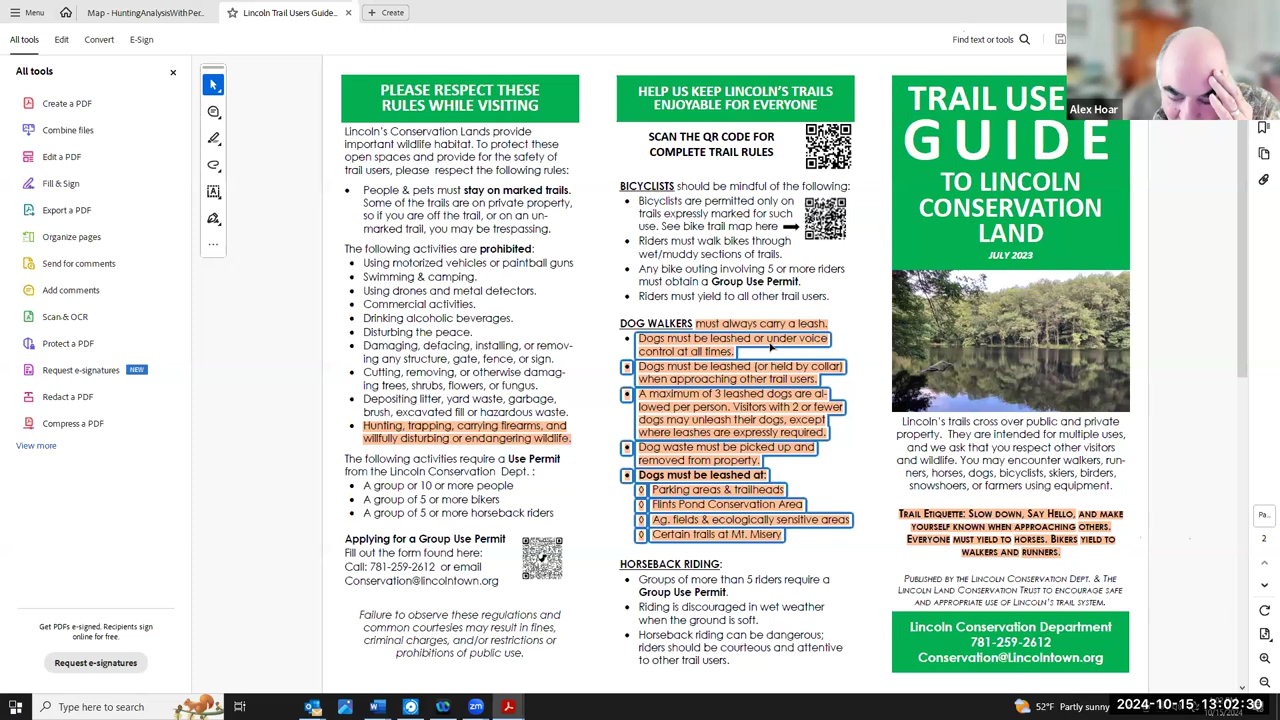 Menu
Map - HuntingAnalysisWithPer...
Lincoln Trail Users Guide...
Create
All tools
Edit
Convert
E-Sign
Find text or tools
All tools
Create a PDF
Combine files
Edit a PDF
Fill & Sign
Export a PDF
Organize pages
Send for comments
Add comments
Scan & OCR
Protect a PDF
Request e-signatures NEW
Redact a PDF
Compress a PDF
View more
Get PDFs e-signed. Recipients sign
online for free.
Request e-signatures
PLEASE RESPECT THESE
RULES WHILE VISITING
Lincoln's Conservation Lands provide
important wildlife habitat. To protect these
open spaces and provide for the safety of
trail users, please respect the following rules:
• People & pets must stay on marked trails.
Some of the trails are on private property,
so if you are off the trail, or on an un-
marked trail, you may be trespassing.
The following activities are prohibited:
• Using motorized vehicles or paintball guns
• Swimming & camping.
• Using drones and metal detectors.
• Commercial activities.
• Drinking alcoholic beverages.
• Disturbing the peace.
• Damaging, defacing, installing, or remov-
ing any structure, gate, fence, or sign.
• Cutting, removing, or otherwise damag-
ing trees, shrubs, flowers, or fungus.
• Depositing litter, yard waste, garbage,
brush, excavated fill or hazardous waste.
• Hunting, trapping, carrying firearms, and
willfully disturbing or endangering wildlife.
The following activities require a Use Permit
from the Lincoln Conservation Dept. :
• A group or 10 or more people
• A group of 5 or more bikers
• A group of 5 or more horseback riders
Applying for a Group Use Permit
Fill out the form found here:
Call: 781-259-2612 or email
Conservation@lincolntown.org
Failure to observe these regulations and
common courtesies may result in fines,
criminal charges, and/or restrictions or
prohibitions of public use.
HELP US KEEP LINCOLN'S TRAILS
ENJOYABLE FOR EVERYONE
SCAN THE QR CODE FOR
COMPLETE TRAIL RULES
BICYCLISTS should be mindful of the following:
• Bicyclists are permitted only on
trails expressly marked for such
use. See bike trail map here
• Riders must walk bikes through
wet/muddy sections of trails.
• Any bike outing involving 5 or more riders
must obtain a Group Use Permit.
• Riders must yield to all other trail users.
DOG WALKERS must always carry a leash.
• Dogs must be leashed or under voice
control at all times.
• Dogs must be leashed (or held by collar)
when approaching other trail users.
• A maximum of 3 leashed dogs are al-
lowed per person. Visitors with 2 or fewer
dogs may unleash their dogs, except
where leashes are expressly required.
• Dog waste must be picked up and
removed from property.
• Dogs must be leashed at:
◊ Parking areas & trailheads
◊ Flints Pond Conservation Area
◊ Ag. fields & ecologically sensitive areas
◊ Certain trails at Mt. Misery
HORSEBACK RIDING:
• Groups of more than 5 riders require a
Group Use Permit.
• Riding is discouraged in wet weather
when the ground is soft.
• Horseback riding can be dangerous;
riders should be courteous and attentive
to other trail users.
TRAIL USE
GUIDE
TO LINCOLN
CONSERVATION
LAND
JULY 2023
Lincoln's trails cross over public and private
property. They are intended for multiple uses,
and we ask that you respect other visitors
and wildlife. You may encounter walkers, run-
ners, horses, dogs, bicyclists, skiers, birders,
snowshoers, or farmers using equipment.
TRAIL ETIQUETTE: SLOW DOWN, SAY HELLO, AND MAKE
YOURSELF KNOWN WHEN APPROACHING OTHERS.
EVERYONE MUST YIELD TO HORSES. BIKERS YIELD TO
WALKERS AND RUNNERS.
PUBLISHED BY THE LINCOLN CONSERVATION DEPT. & THE
LINCOLN LAND CONSERVATION TRUST TO ENCOURAGE SAFE
AND APPROPRIATE USE OF LINCOLN'S TRAIL SYSTEM.
Lincoln Conservation Department
781-259-2612
Conservation@Lincolntown.org
Alex Hoar
Pa...
2
Type here to search
52°F Partly sunny
2024-10-15 13:02:30
10/15/2024